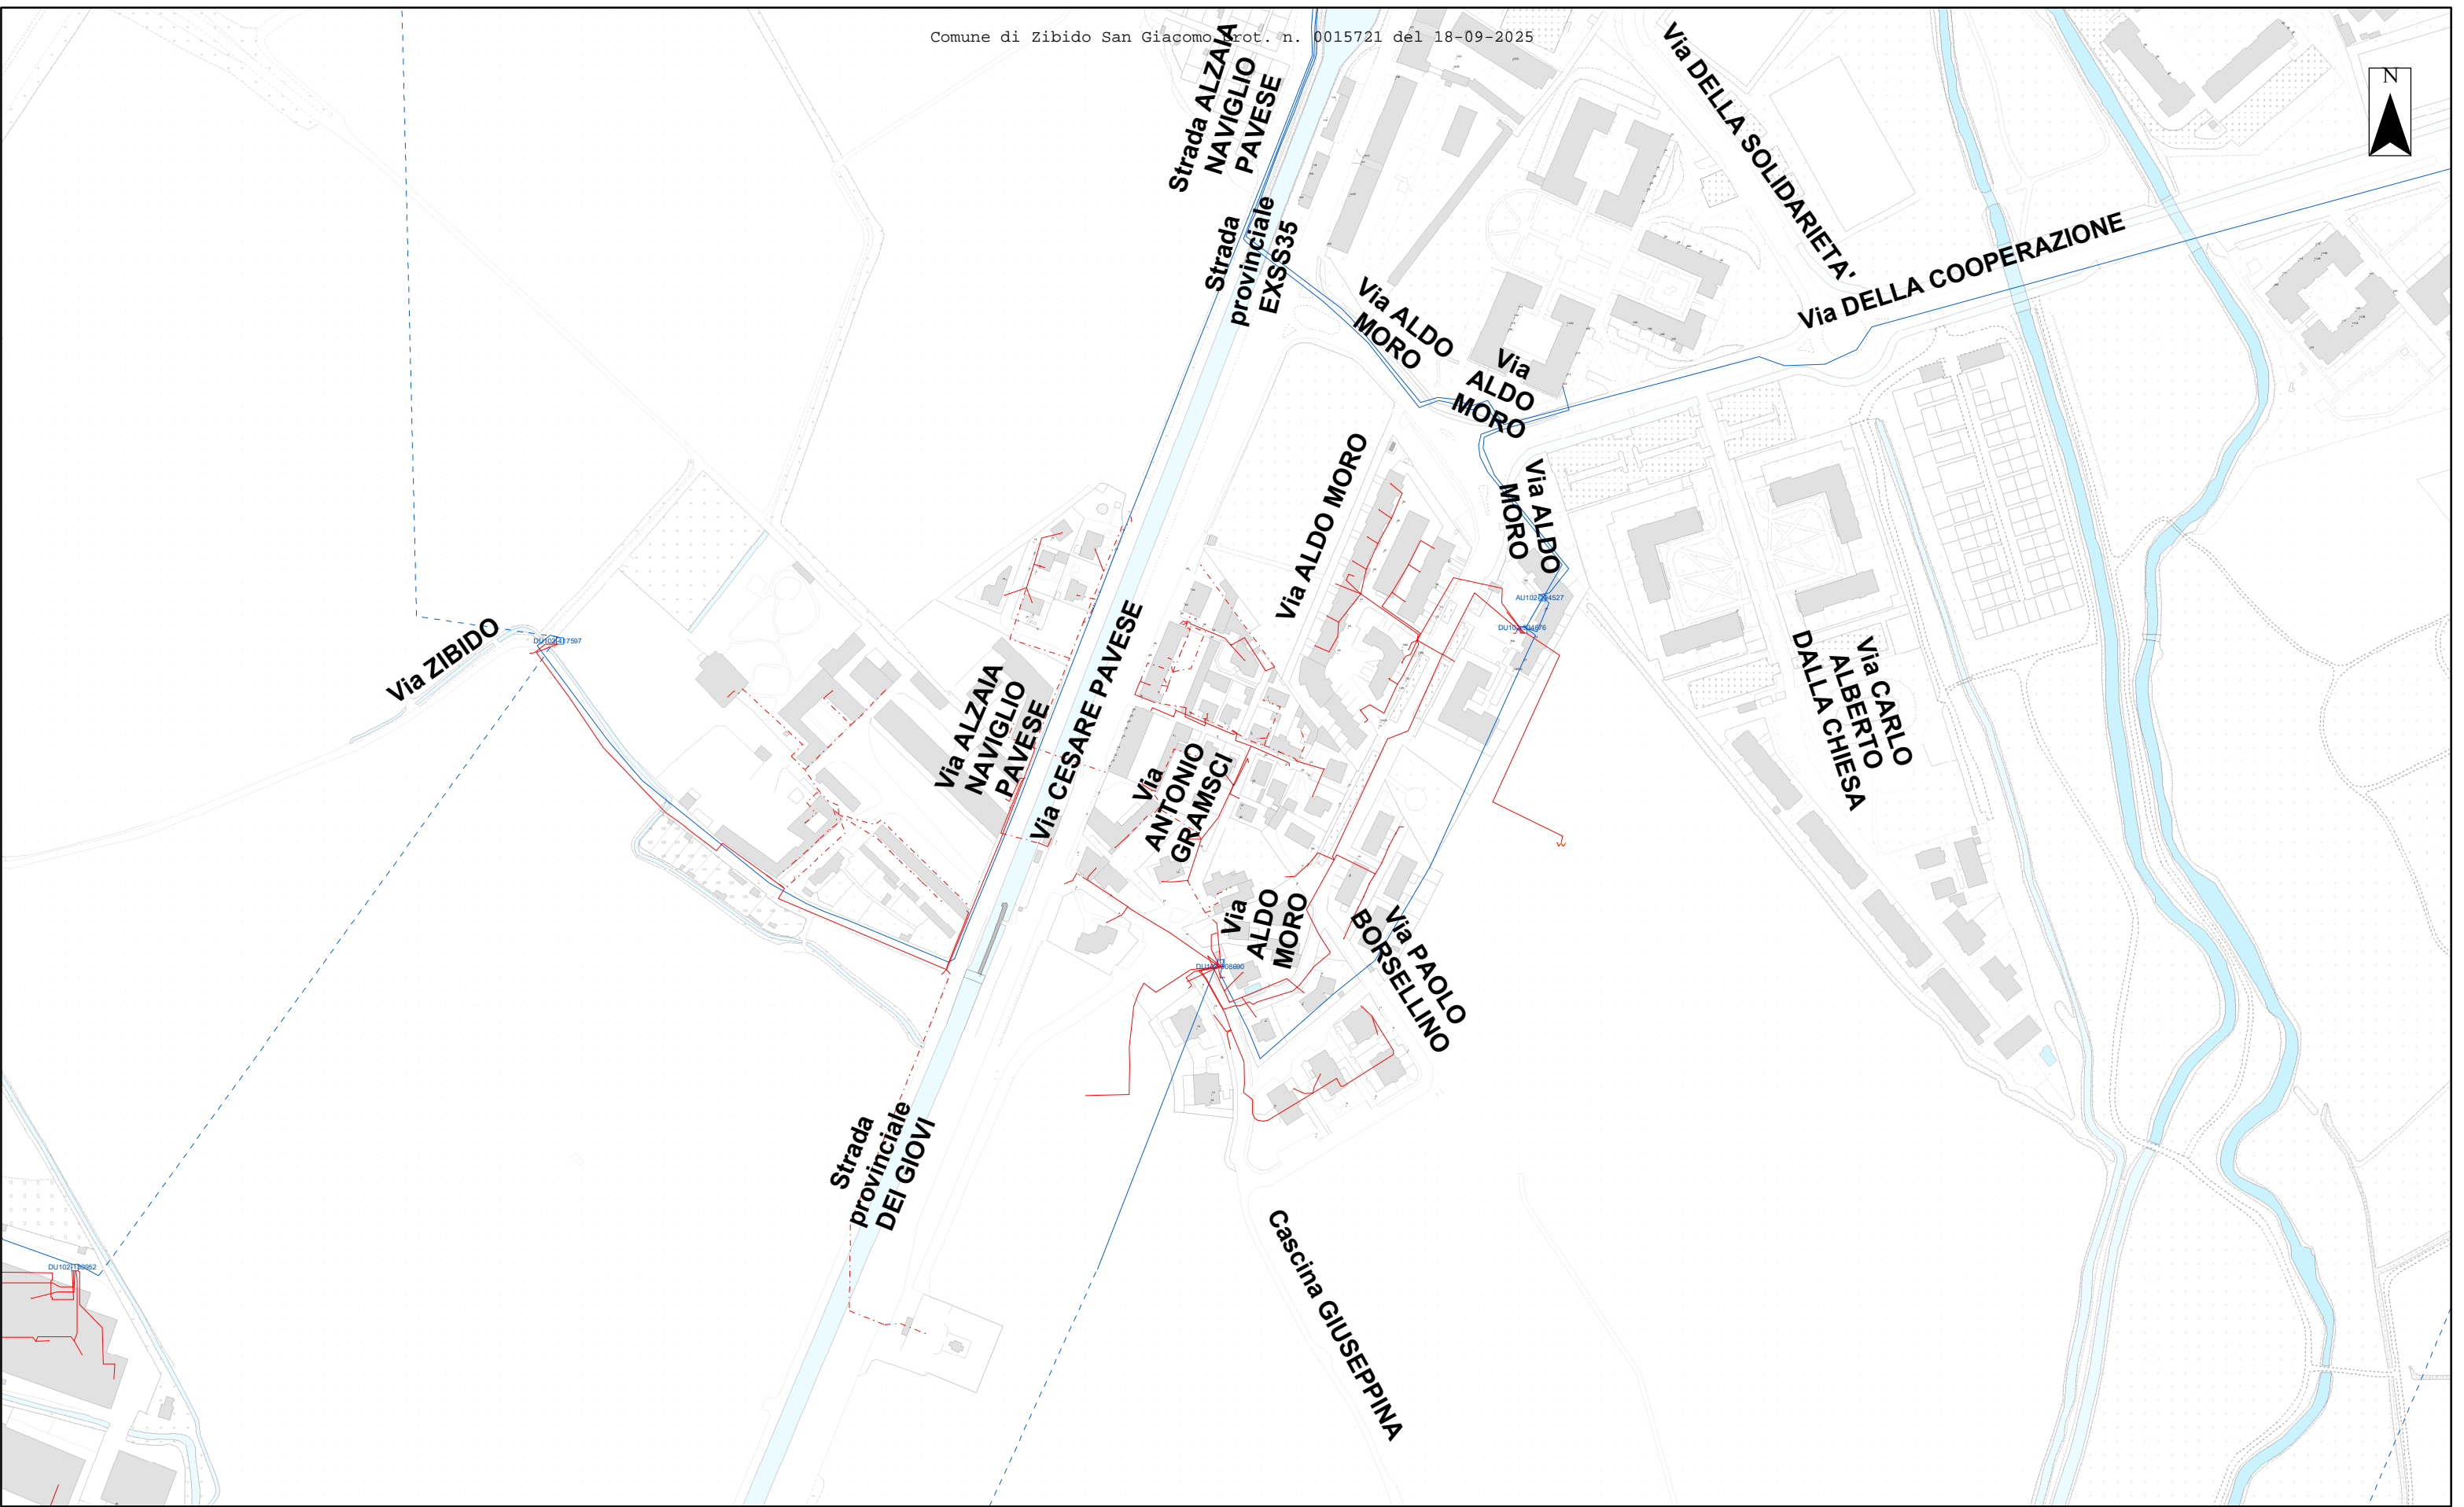 Comune di Zibido San Giacomo Prot. n. 0015721 del 18-09-2025
N
Strada ALZAIA
NAVIGLIO
PAVESE
Via DELLA SOLIDARIETA'
Strada
provinciale
EXSS35
Via DELLA COOPERAZIONE
Via ALDO
MORO
Via
ALDO
MORO
Via ALDO MORO
Via ALDO
MORO
AU102-204527
Via ZIBIDO
Via CARLO
ALBERTO
DALLA CHIESA
Via ALZAIA
NAVIGLIO
PAVESE
Via CESARE PAVESE
Via
ANTONIO
GRAMSCI
Via
ALDO
MORO
Via PAOLO
BORSELLINO
Strada
provinciale
DEI GIOVI
Cascina GIUSEPPINA